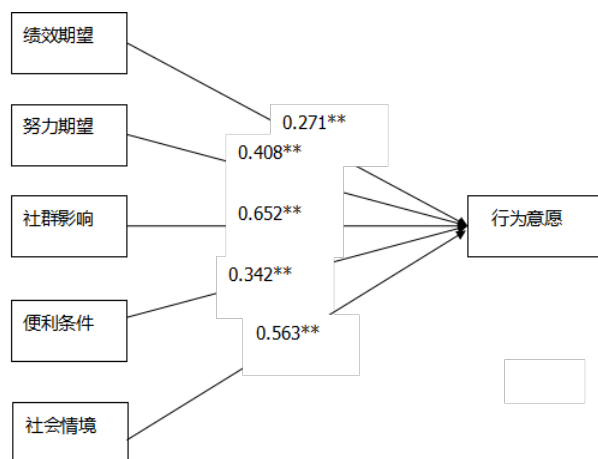 绩效期望
0.271**
努力期望
0.408**
社群影响
0.652**
行为意愿
便利条件
0.342**
0.563**
社会情境